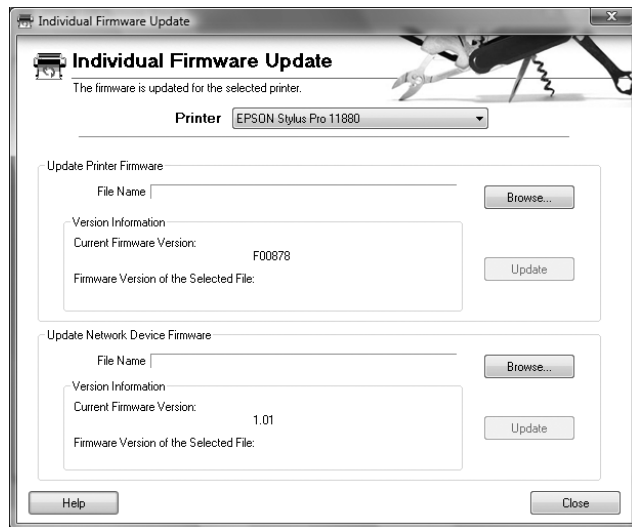 Individual Firmware Update
Individual Firmware Update
The firmware is updated for the selected printer.
Printer EPSON Stylus Pro 11880
Update Printer Firmware
File Name
Browse...
Version Information
Current Firmware Version:
F00878
Update
Firmware Version of the Selected File:
Update Network Device Firmware
File Name
Browse...
Version Information
Current Firmware Version:
1.01
Update
Firmware Version of the Selected File:
Help Close